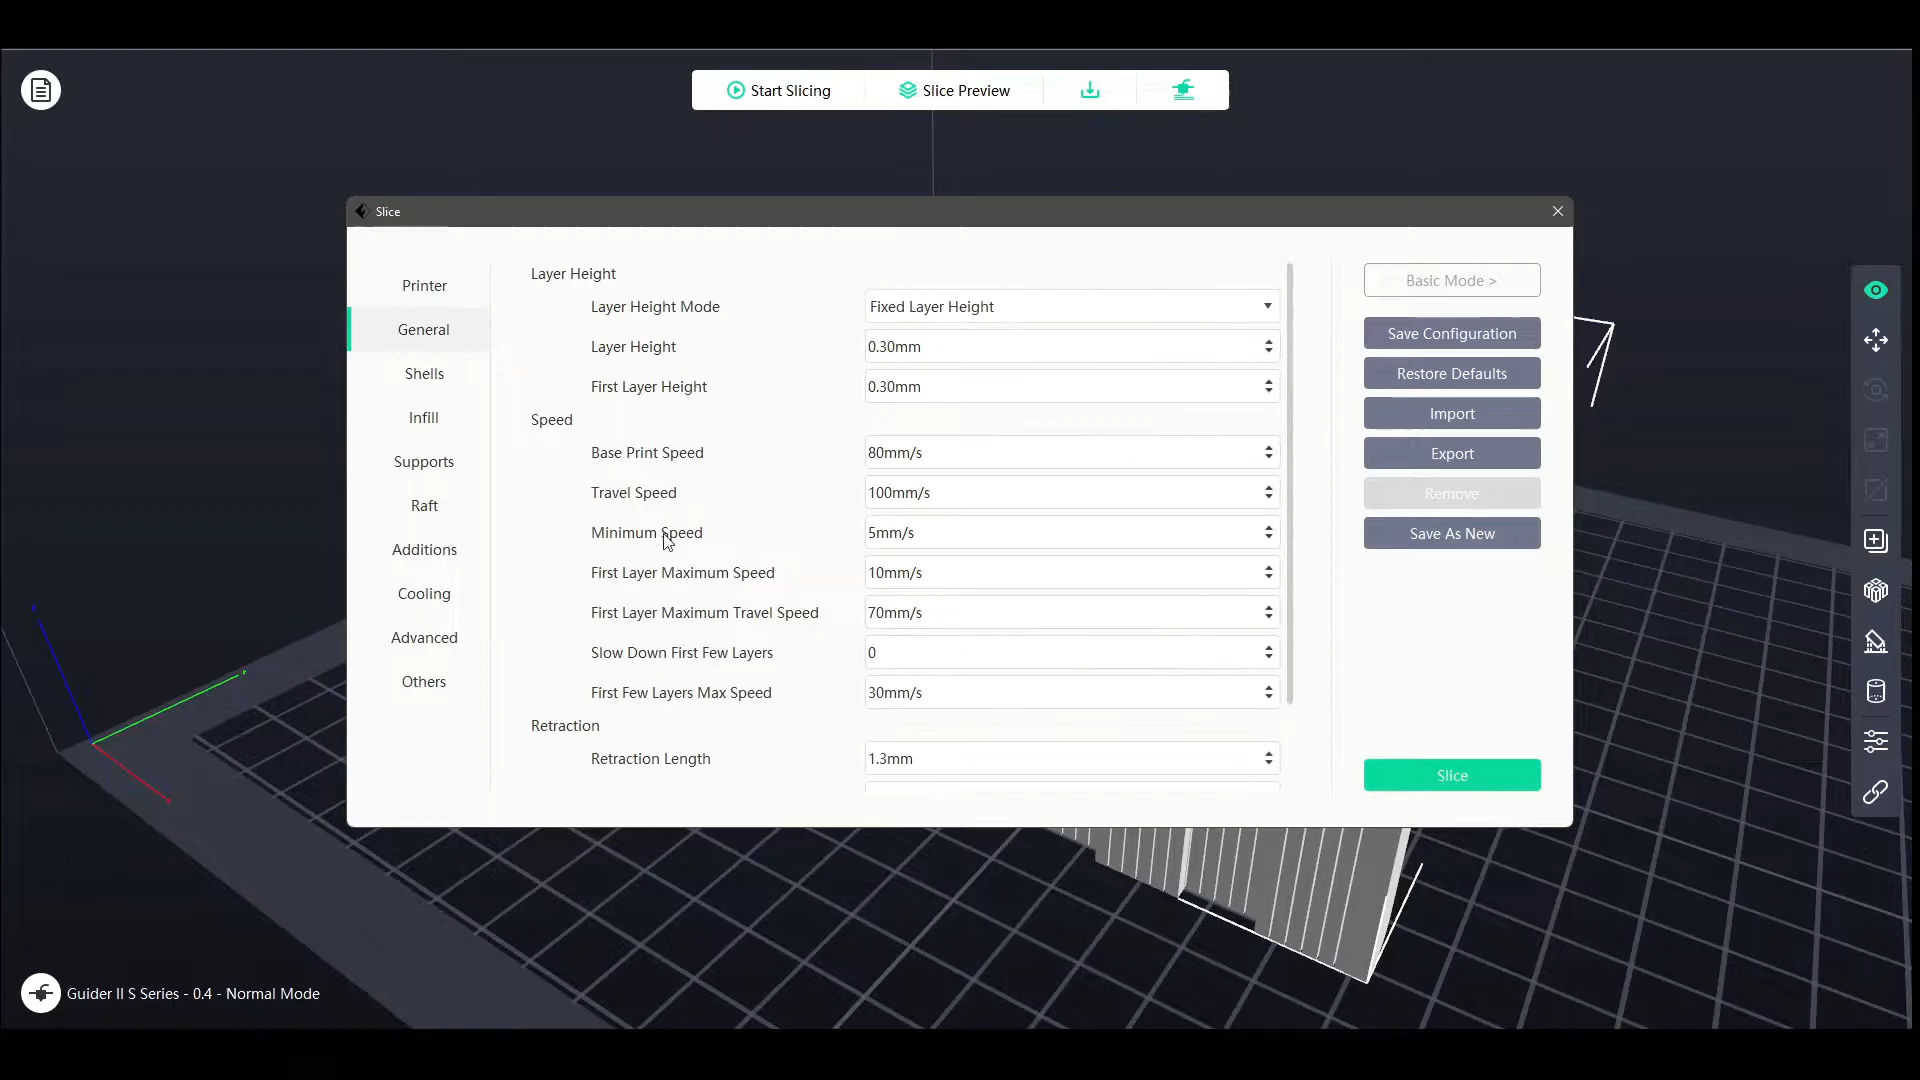 Start Slicing
Slice Preview
Slice
Printer
General
Shells
Infill
Supports
Raft
Additions
Cooling
Advanced
Others
Layer Height
Layer Height Mode Fixed Layer Height
Layer Height 0.30mm
First Layer Height 0.30mm
Speed
Base Print Speed 80mm/s
Travel Speed 100mm/s
Minimum Speed 5mm/s
First Layer Maximum Speed 10mm/s
First Layer Maximum Travel Speed 70mm/s
Slow Down First Few Layers 0
First Few Layers Max Speed 30mm/s
Retraction
Retraction Length 1.3mm
Basic Mode >
Save Configuration
Restore Defaults
Import
Export
Remove
Save As New
Slice
Guider II S Series - 0.4 - Normal Mode